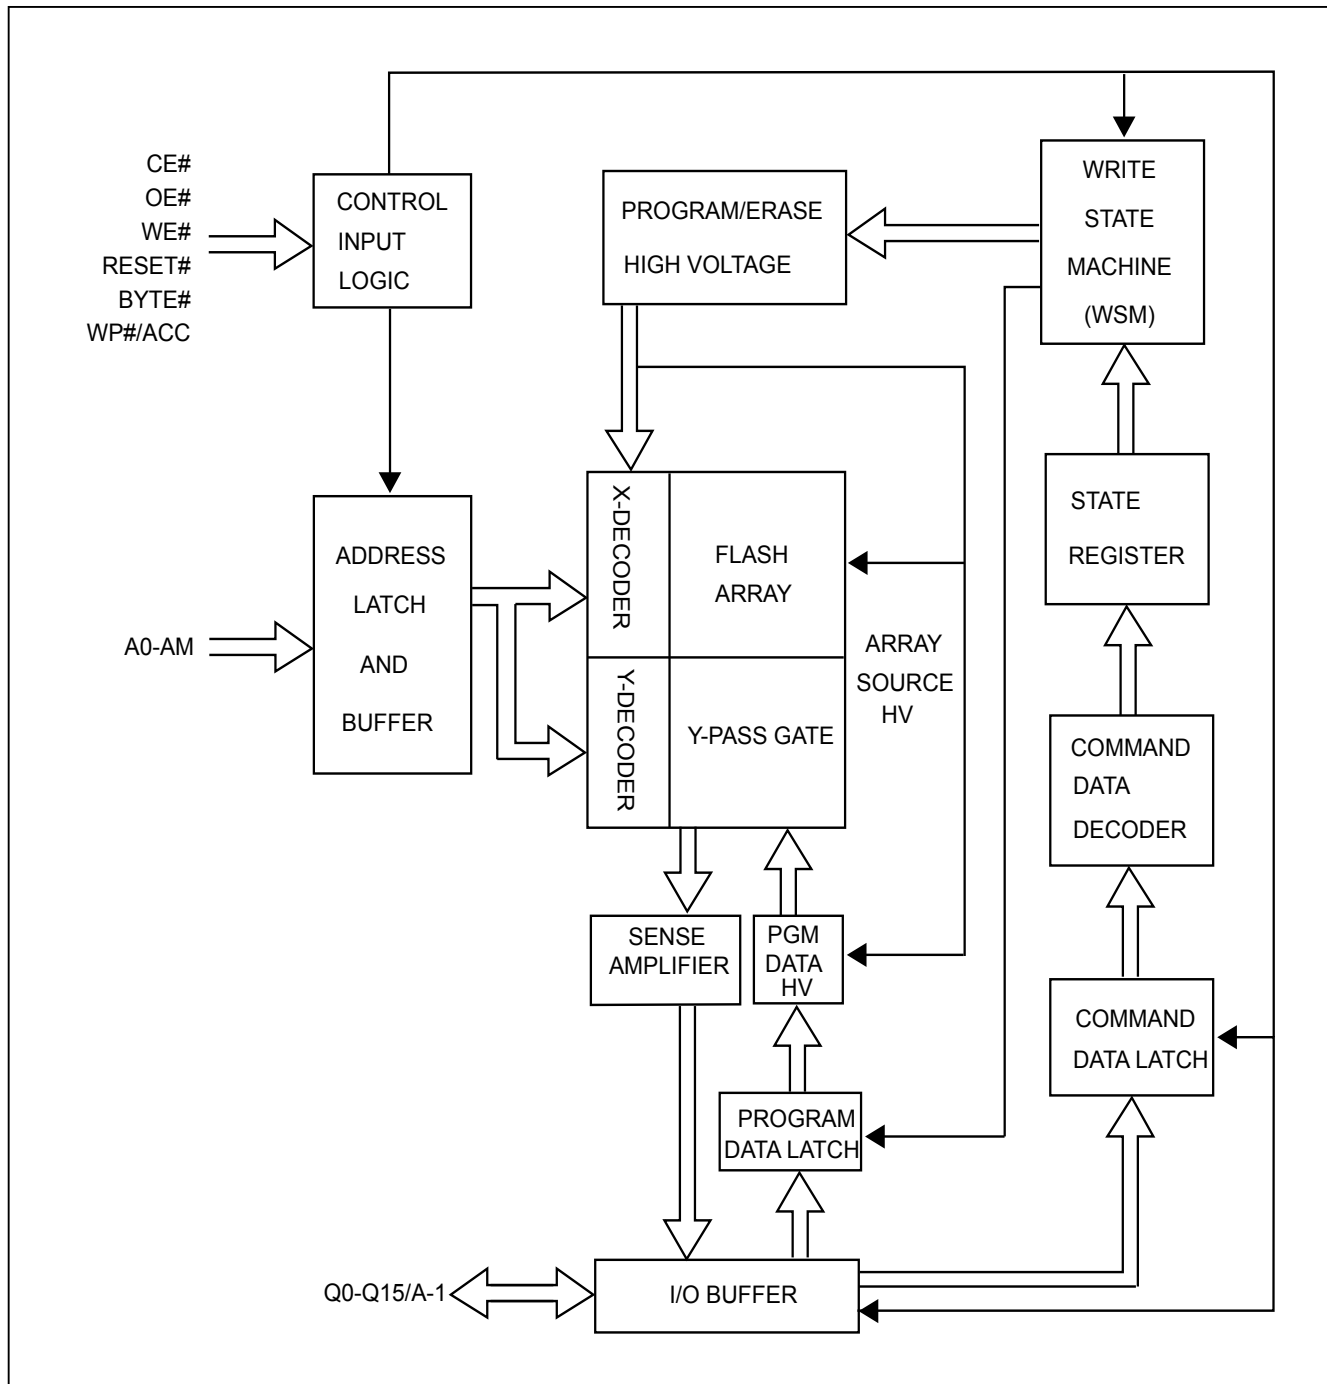 CE#
OE#
WE#
RESET#
BYTE#
WP#/ACC
CONTROL
INPUT
LOGIC
PROGRAM/ERASE
HIGH VOLTAGE
WRITE
STATE
MACHINE
(WSM)
A0-AM
ADDRESS
LATCH
AND
BUFFER
X-DECODER
FLASH
ARRAY
Y-DECODER
Y-PASS GATE
ARRAY
SOURCE
HV
STATE
REGISTER
COMMAND
DATA
DECODER
SENSE
AMPLIFIER
PGM
DATA
HV
COMMAND
DATA LATCH
PROGRAM
DATA LATCH
Q0-Q15/A-1
I/O BUFFER